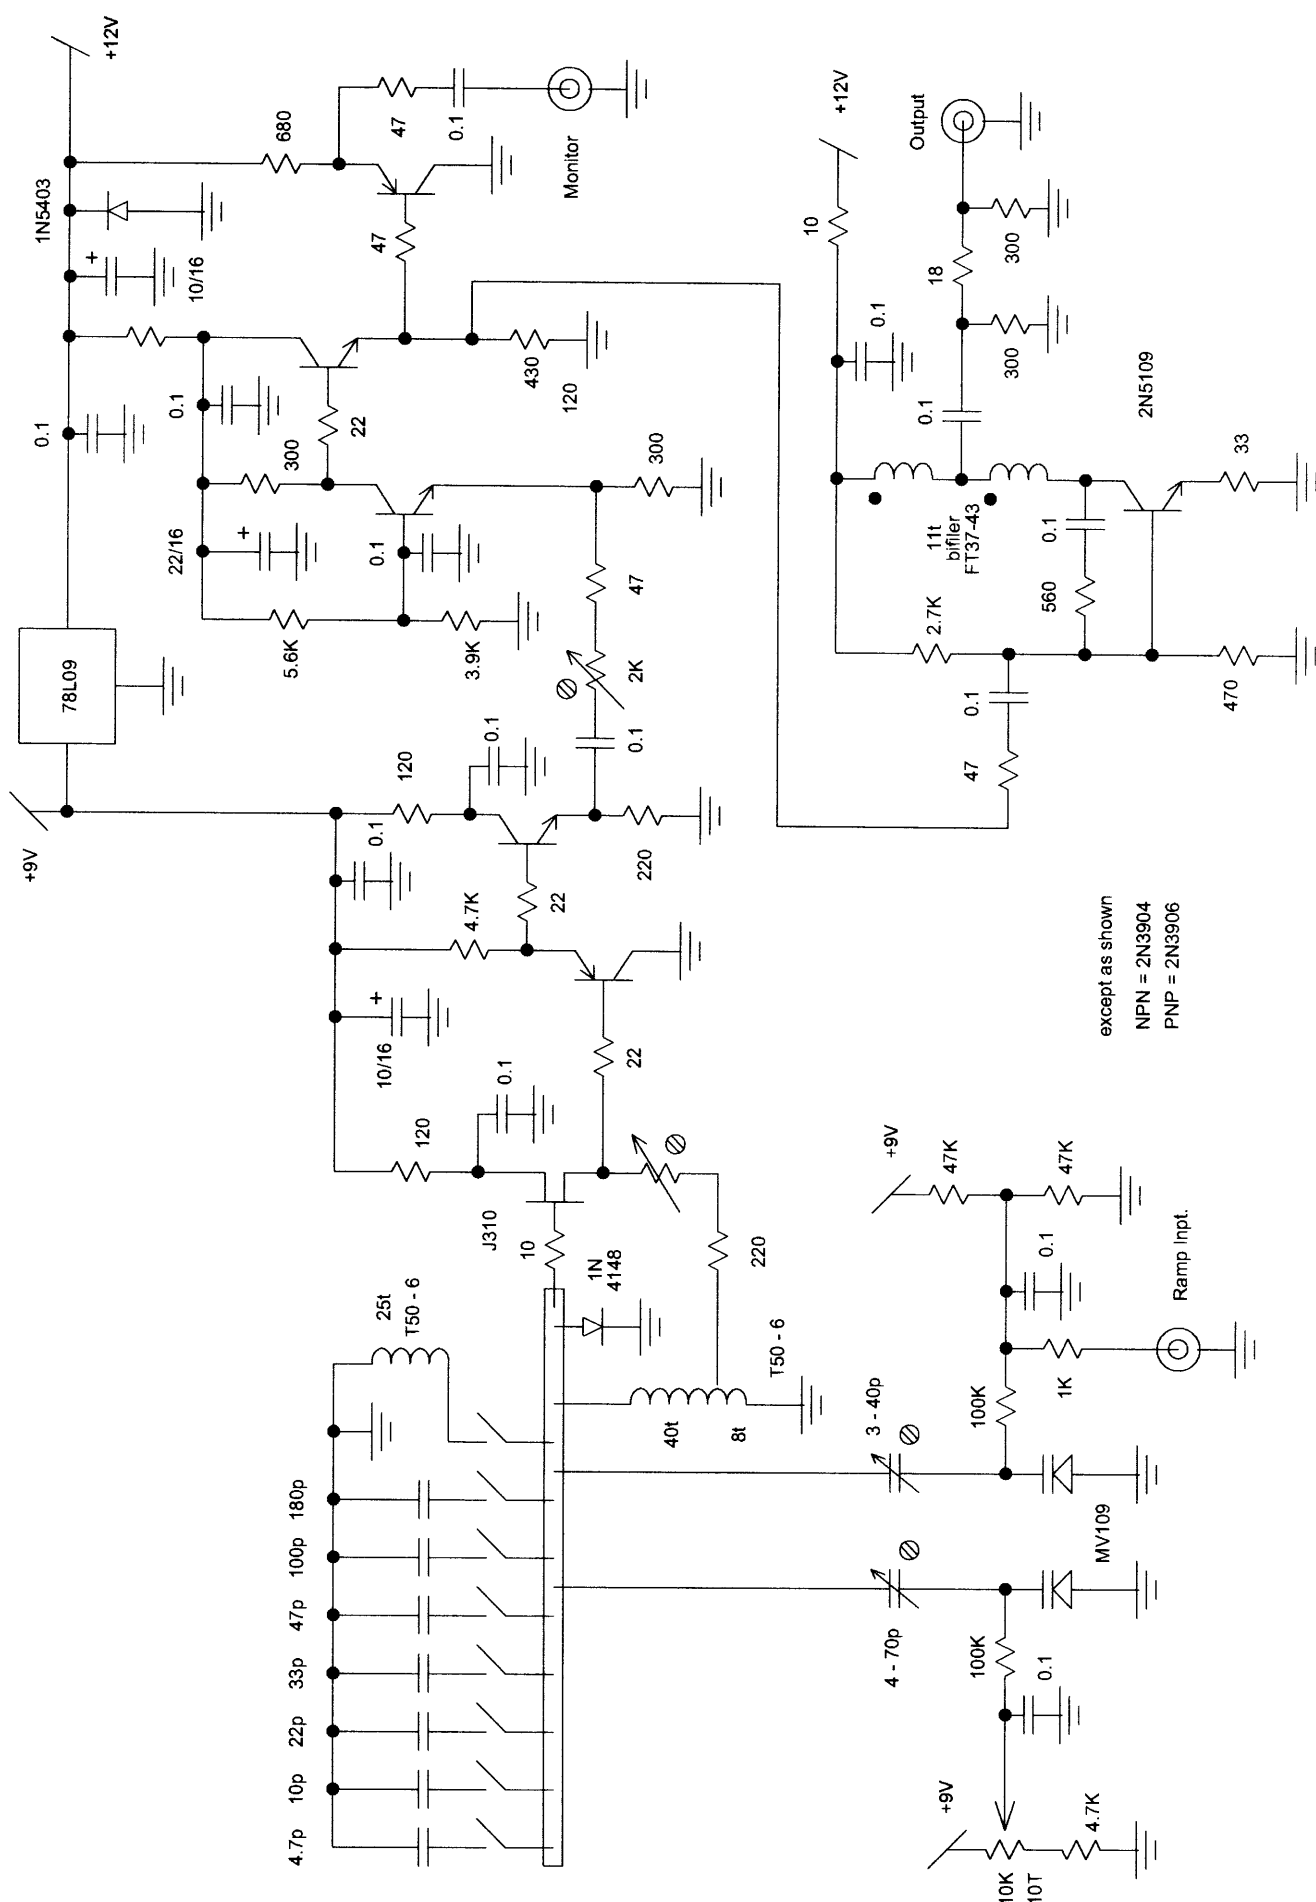 4.7p
10p
22p
33p
47p
100p
180p
25t
T50 - 6
10
J310
1N
4148
120
0.1
10/16
+
22
4.7K
0.1
+9V
120
0.1
22
220
220
40t
8t
T50 - 6
78L09
0.1
2K
47
300
5.6K
3.9K
22/16
+
0.1
300
0.1
22
0.1
430
120
10/16
+
1N5403
+12V
680
47
47
0.1
Monitor
+9V
10K
10T
4.7K
0.1
100K
4 - 70p
MV109
3 - 40p
100K
1K
Ramp Inpt.
0.1
+9V
47K
47K
except as shown
NPN = 2N3904
PNP = 2N3906
47
0.1
2.7K
470
560
0.1
11t
bifiler
FT37-43
33
2N5109
0.1
0.1
10
+12V
300
18
300
Output